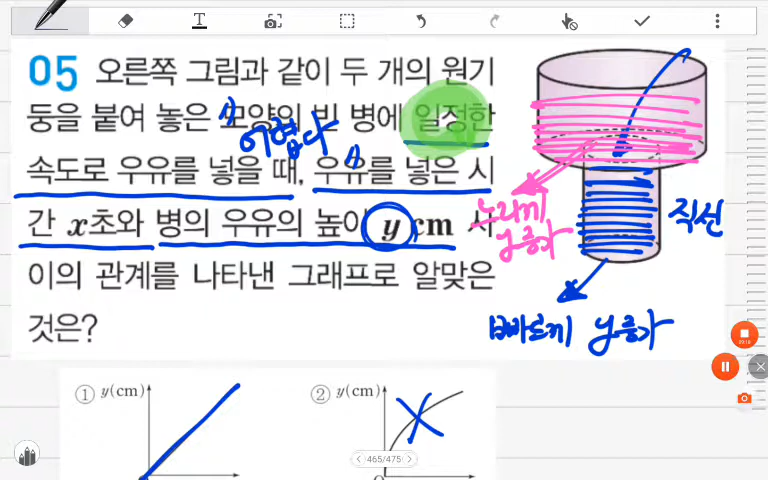 05 오른쪽 그림과 같이 두 개의 원기
둥을 붙여 놓은 모양의 빈 병에 일정한
어렵다
속도로 우유를 넣을 때, 우유를 넣은 시
간 x초와 병의 우유의 높이 y cm 사
이의 관계를 나타낸 그래프로 알맞은
것은?
느리게
y증가
직선
빠르게 y증가
① y(cm)
② y(cm)
465/475